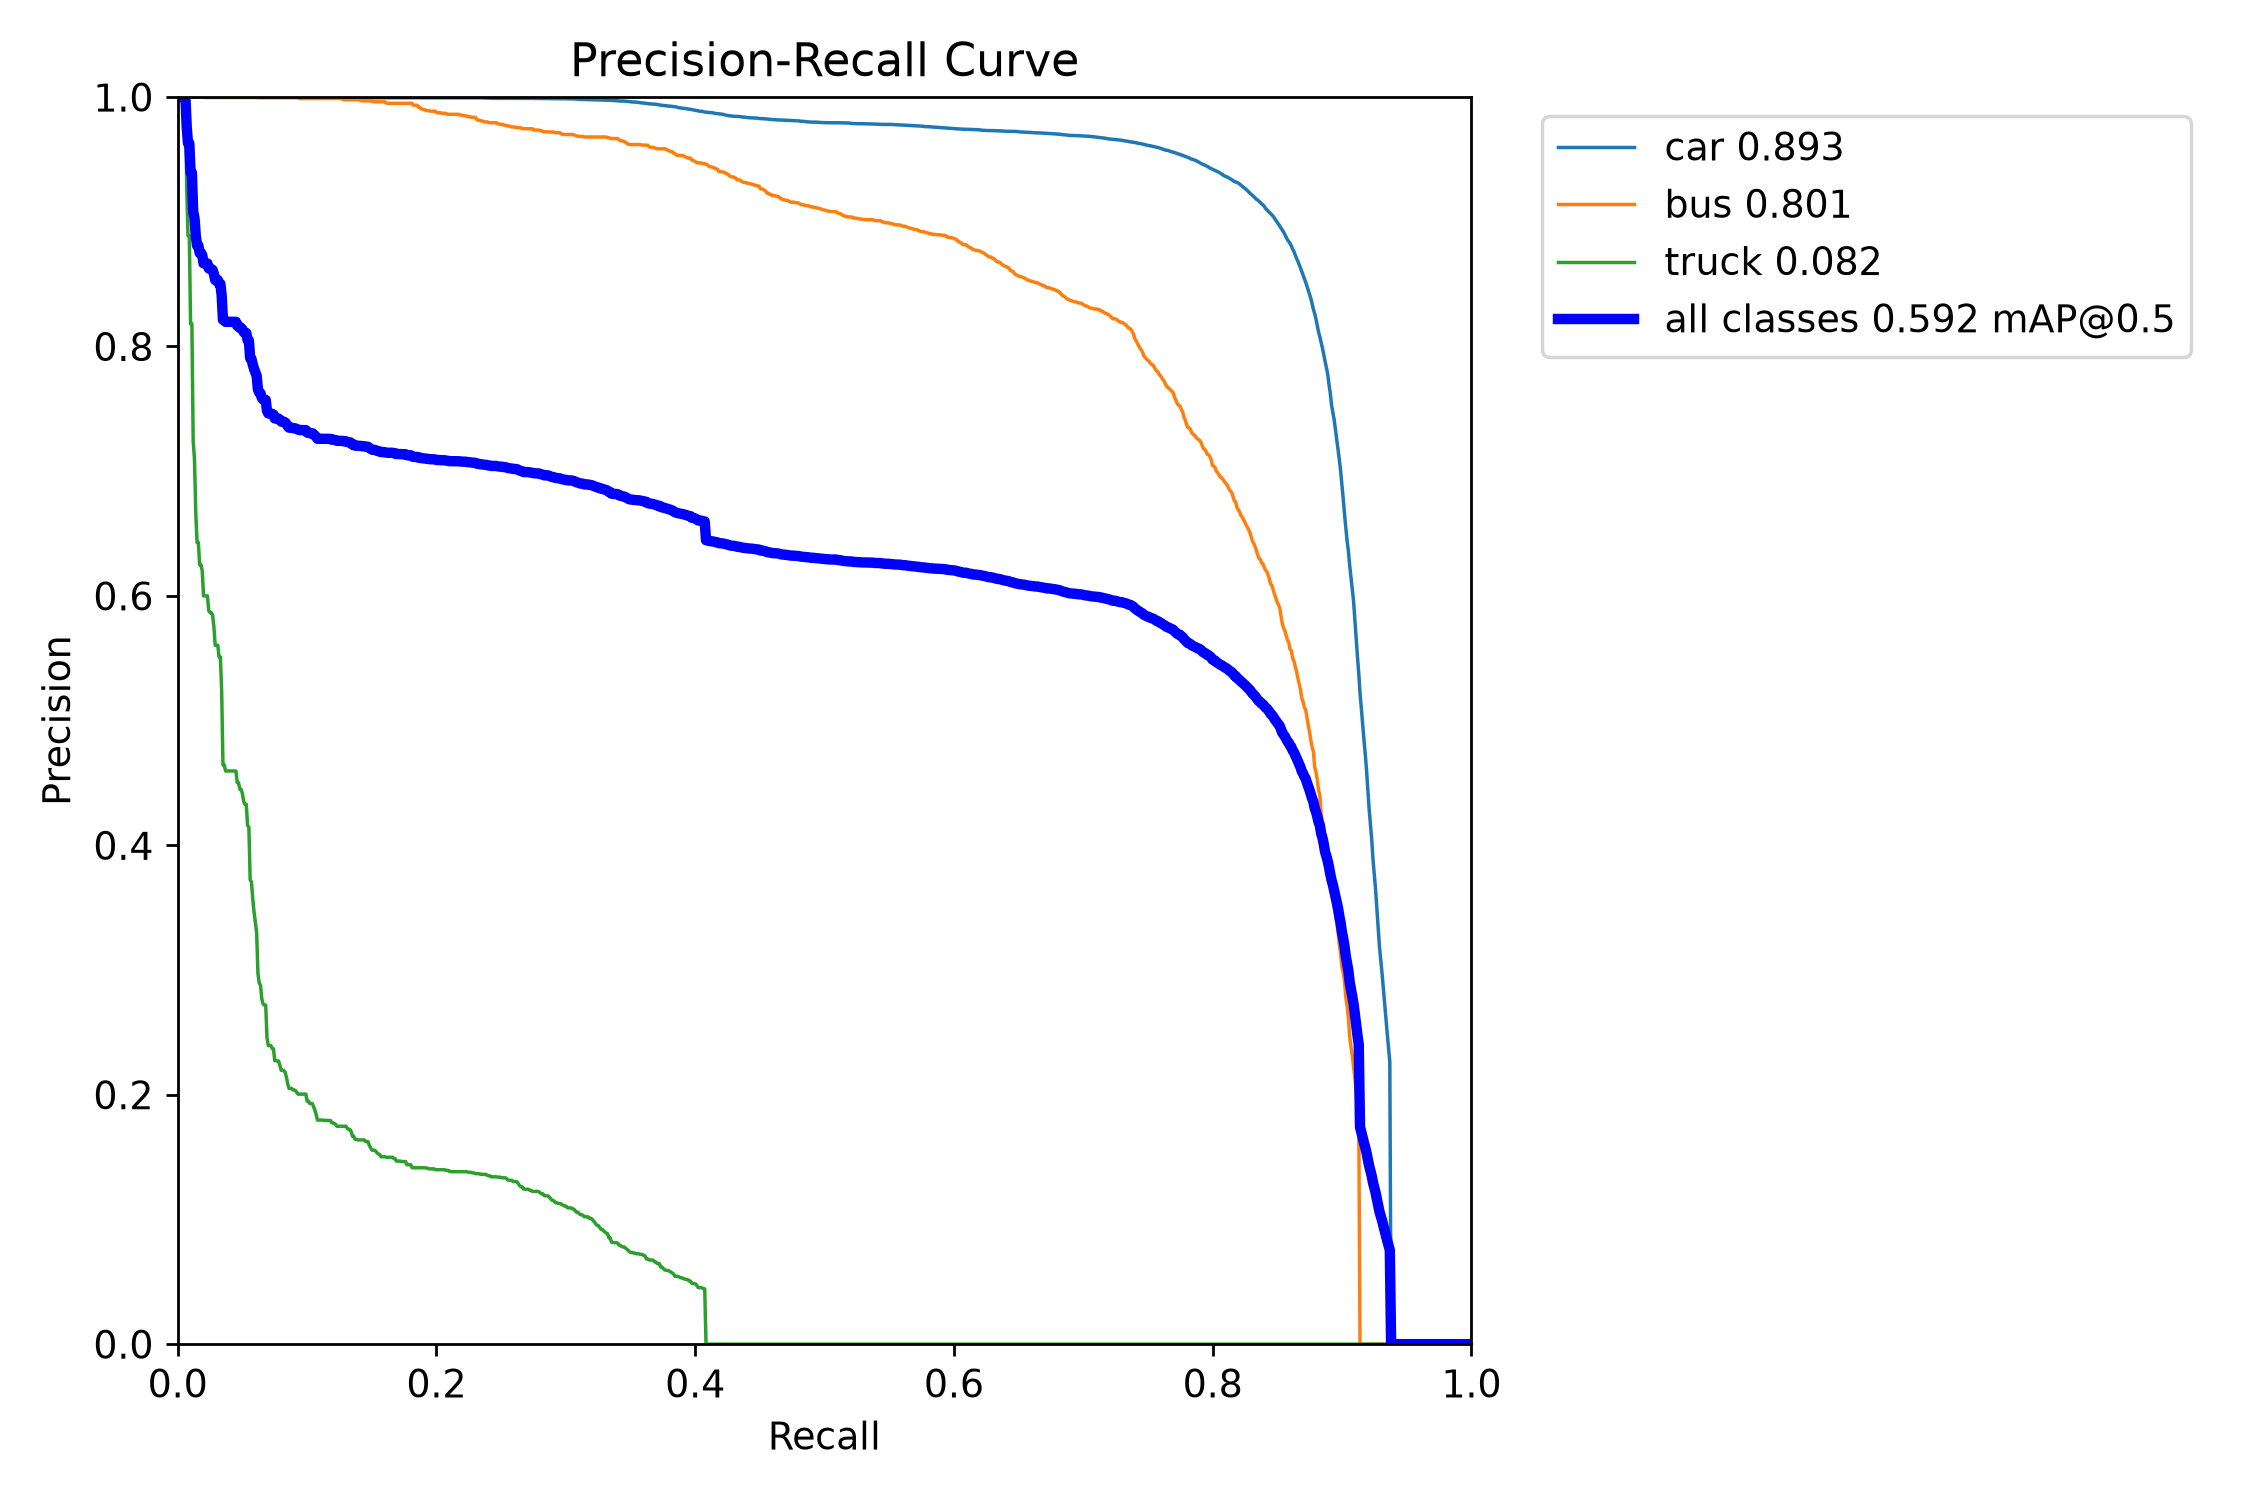 Precision-Recall Curve
1.0
0.8
0.6
0.4
0.2
0.0
Precision
0.0 0.2 0.4 0.6 0.8 1.0
Recall
car 0.893
bus 0.801
truck 0.082
all classes 0.592 mAP@0.5